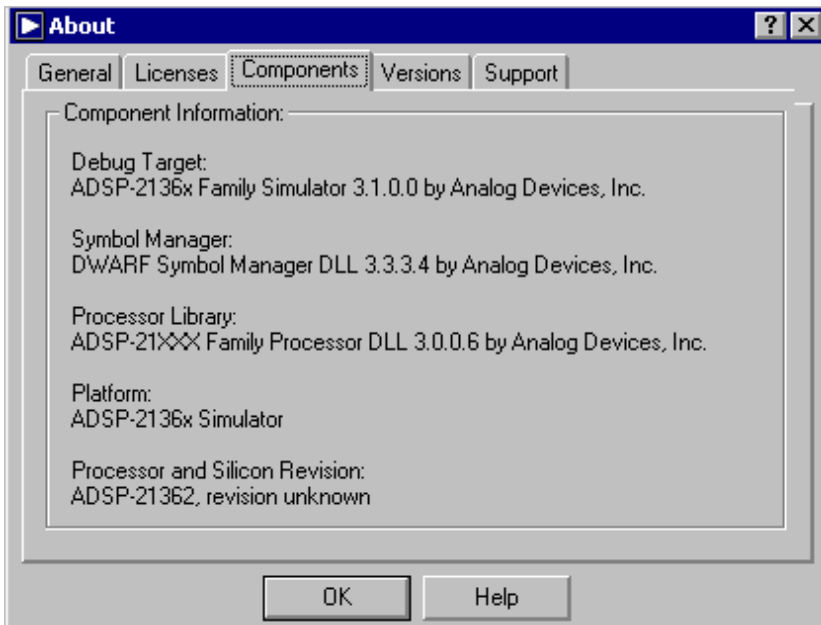 About
General
Licenses
Components
Versions
Support
Component Information:
Debug Target:
ADSP-2136x Family Simulator 3.1.0.0 by Analog Devices, Inc.
Symbol Manager:
DWARF Symbol Manager DLL 3.3.3.4 by Analog Devices, Inc.
Processor Library:
ADSP-21XXX Family Processor DLL 3.0.0.6 by Analog Devices, Inc.
Platform:
ADSP-2136x Simulator
Processor and Silicon Revision:
ADSP-21362, revision unknown
OK
Help